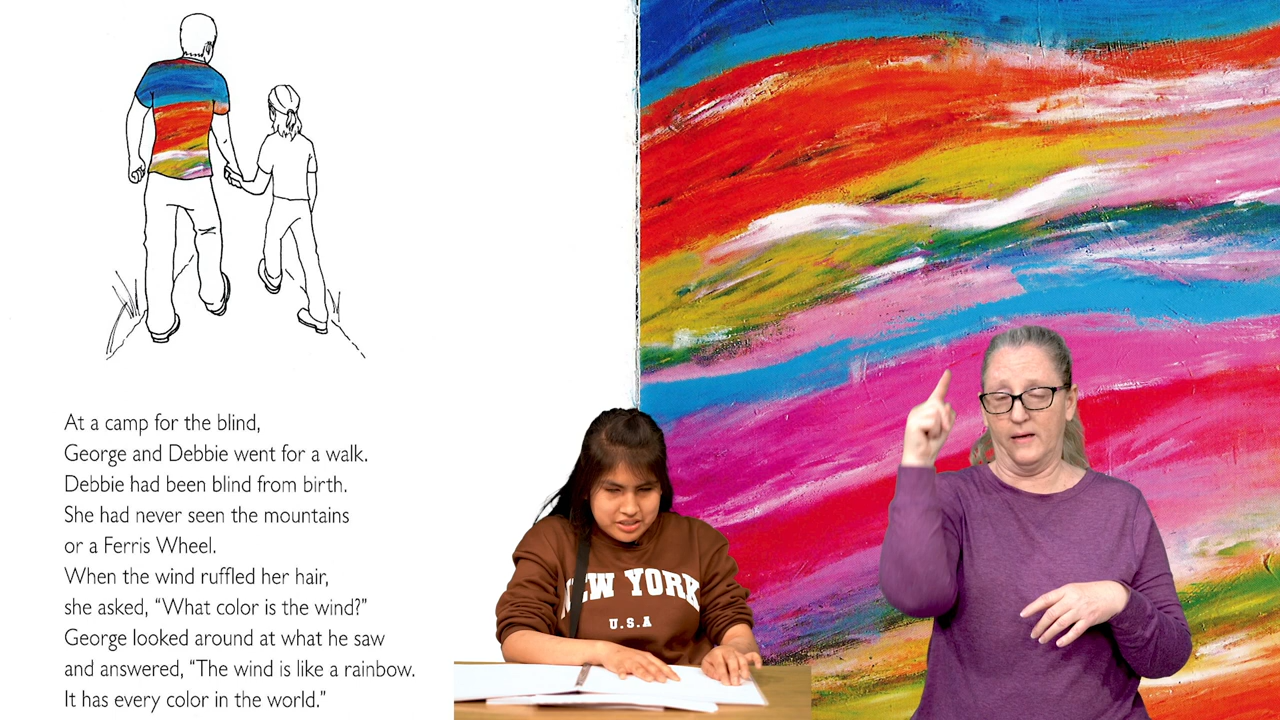 At a camp for the blind,
George and Debbie went for a walk.
Debbie had been blind from birth.
She had never seen the mountains
or a Ferris Wheel.
When the wind ruffled her hair,
she asked, “What color is the wind?”
George looked around at what he saw
and answered, “The wind is like a rainbow.
It has every color in the world.”
NEW YORK
U.S.A